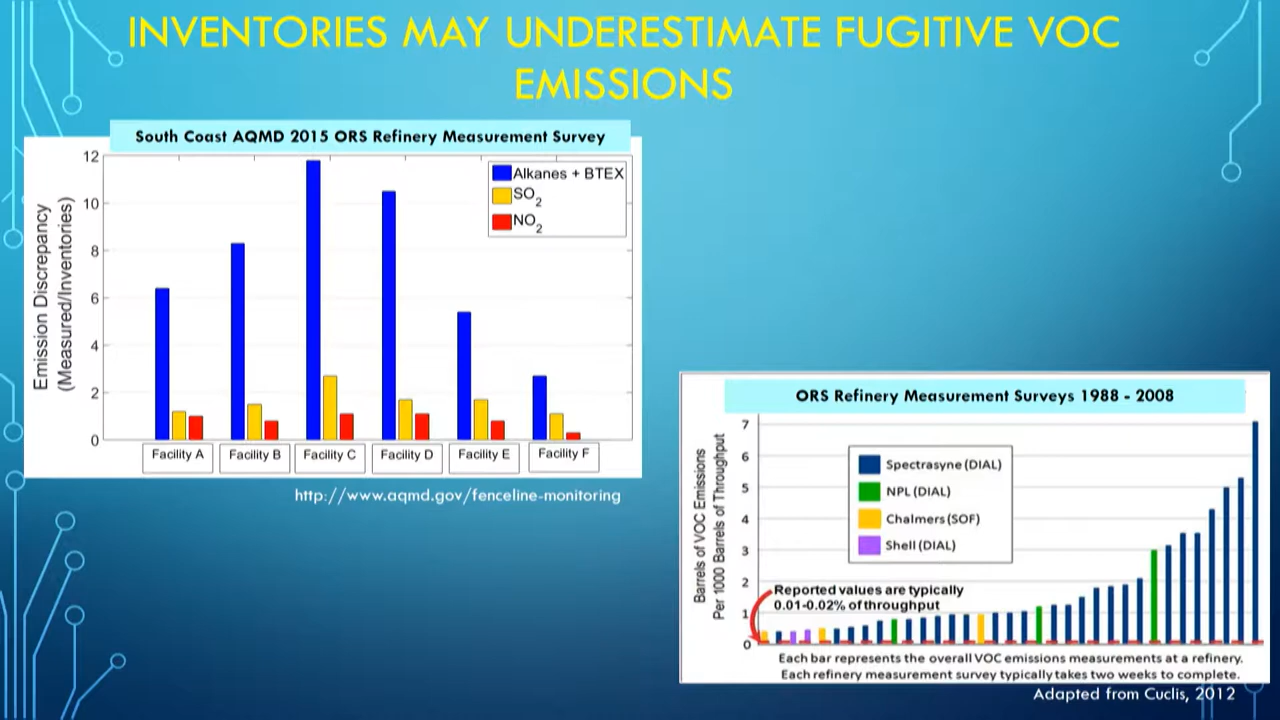 INVENTORIES MAY UNDERESTIMATE FUGITIVE VOC
EMISSIONS
South Coast AQMD 2015 ORS Refinery Measurement Survey
Emission Discrepancy
(Measured/Inventories)
12
10
8
6
4
2
0
Alkanes + BTEX
SO2
NO2
Facility A
Facility B
Facility C
Facility D
Facility E
Facility F
http://www.aqmd.gov/fenceline-monitoring
ORS Refinery Measurement Surveys 1988 - 2008
Barrels of VOC Emissions
Per 1000 Barrels of Throughput
7
6
5
4
3
2
1
0
Spectrasyne (DIAL)
NPL (DIAL)
Chalmers (SOF)
Shell (DIAL)
Reported values are typically
0.01-0.02% of throughput
Each bar represents the overall VOC emissions measurements at a refinery.
Each refinery measurement survey typically takes two weeks to complete.
Adapted from Cuclis, 2012